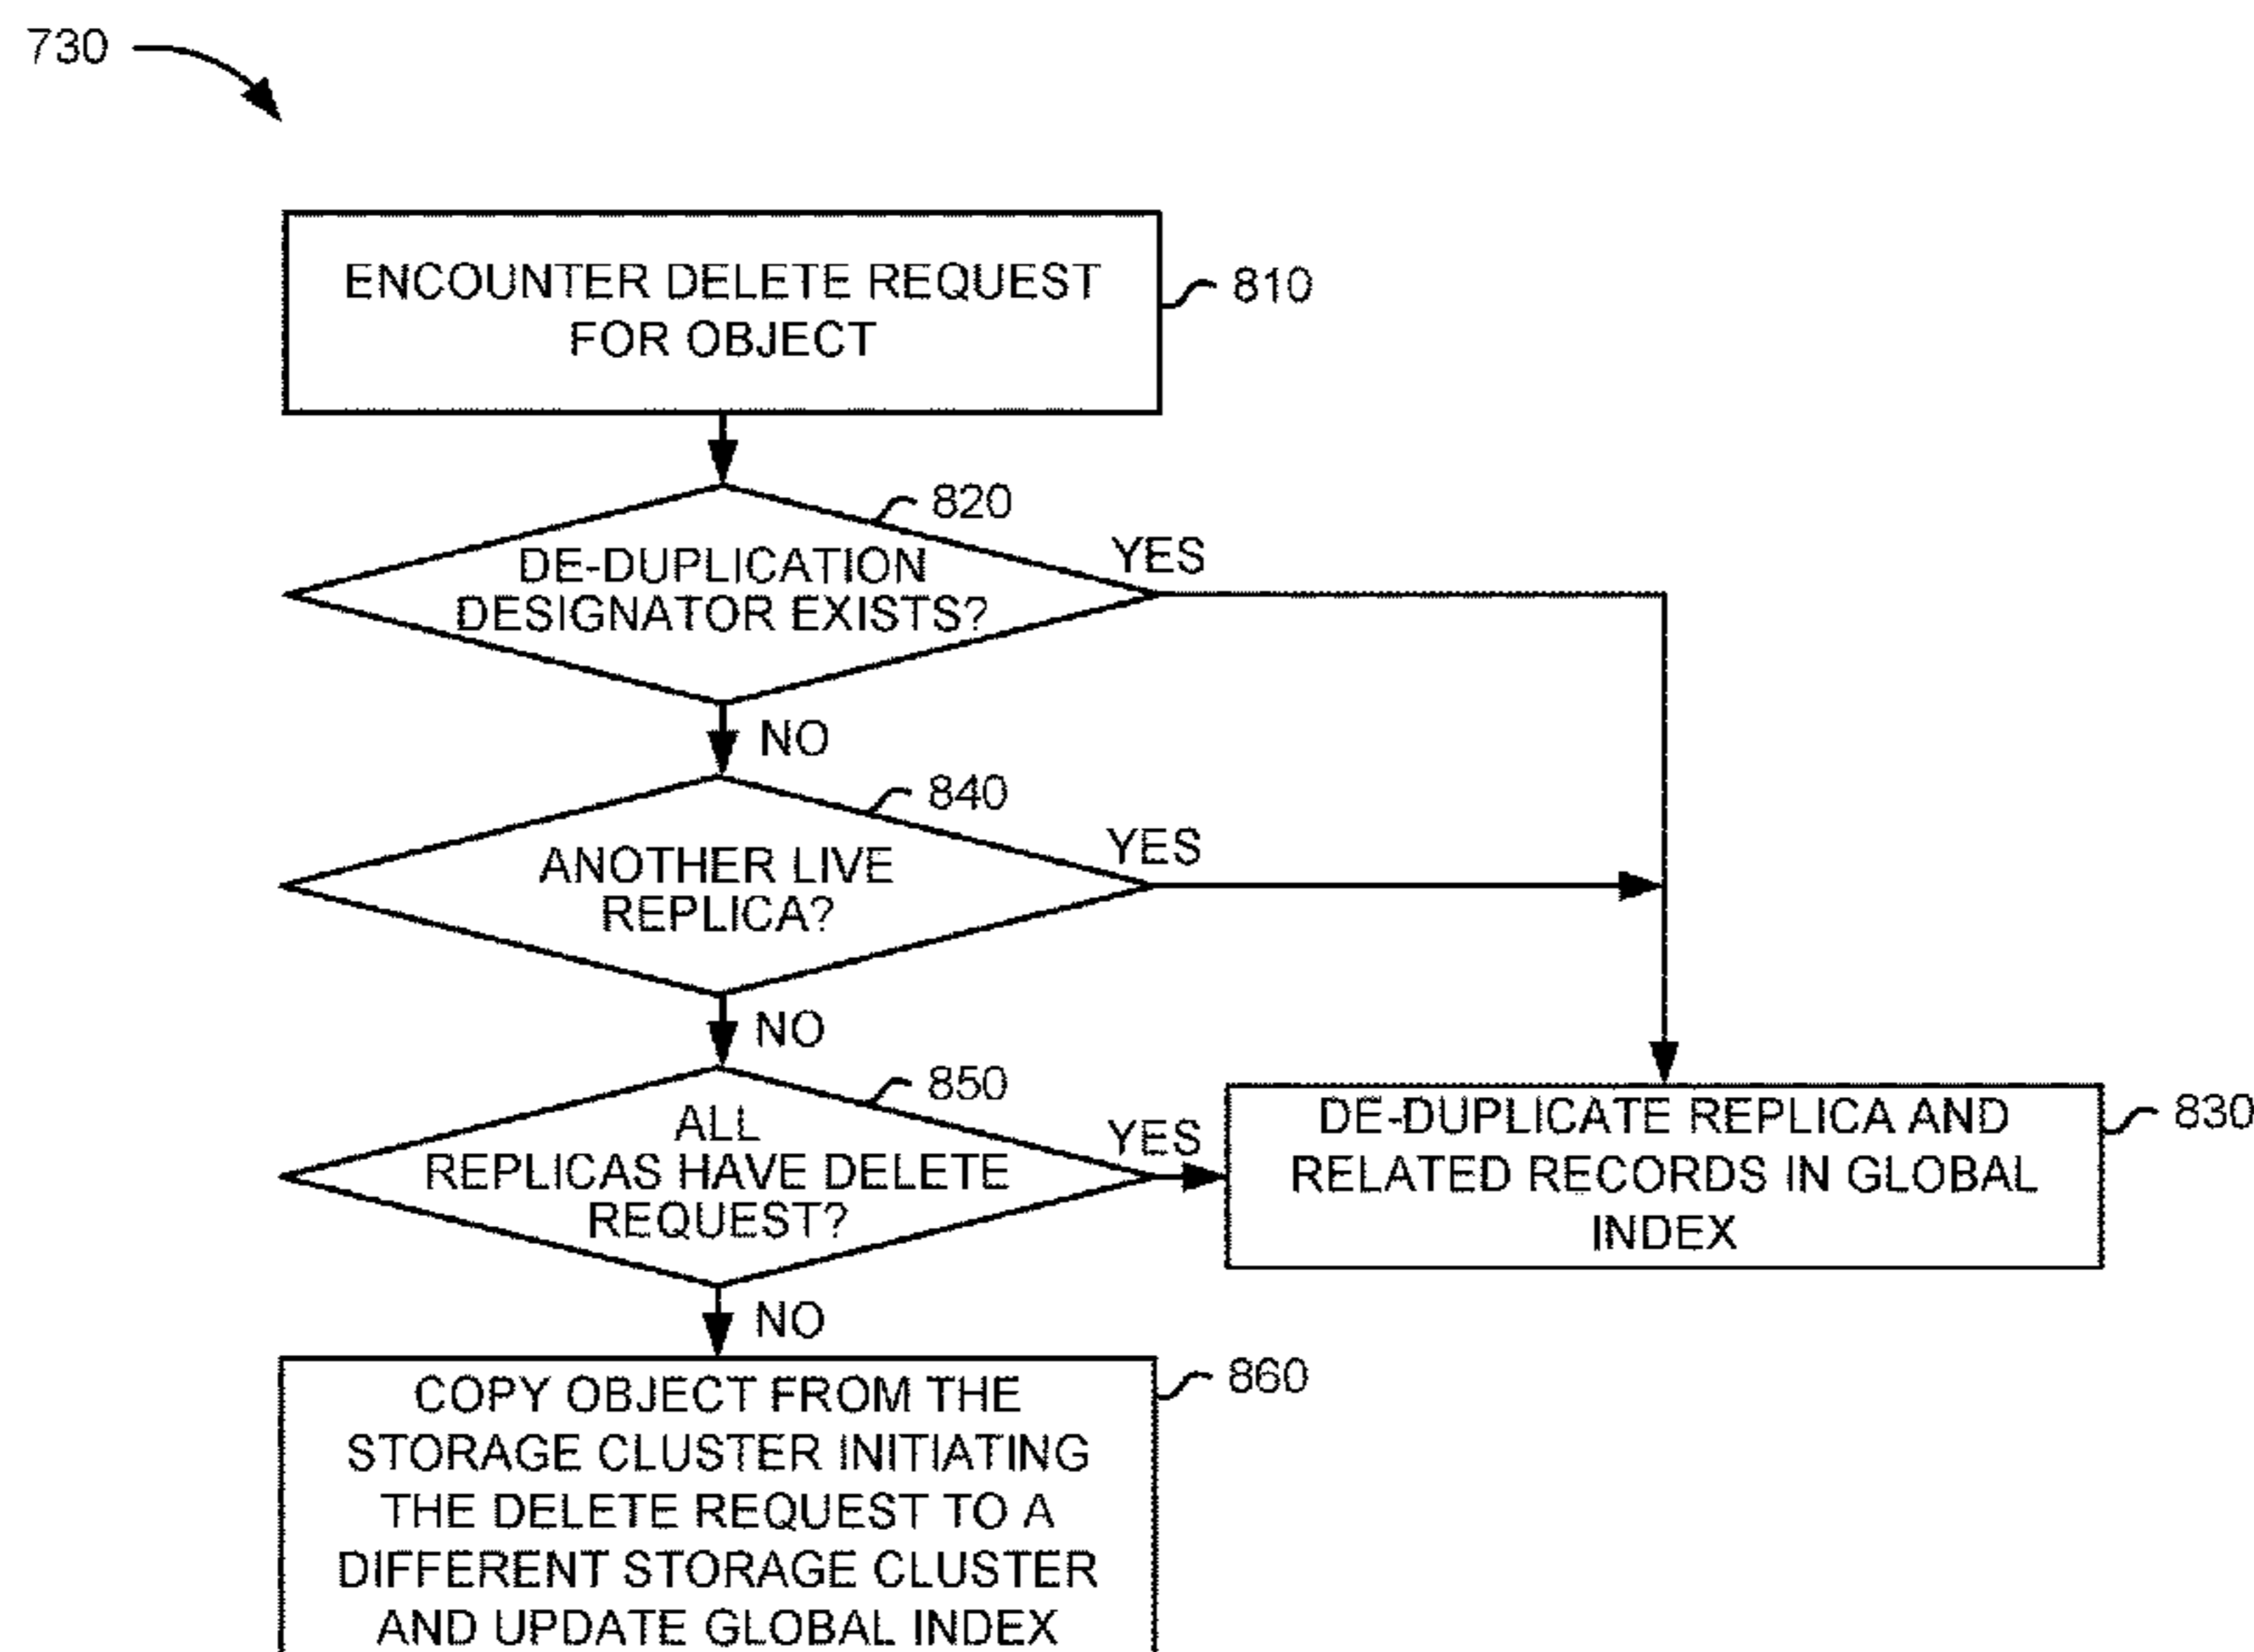 730
ENCOUNTER DELETE REQUEST
FOR OBJECT
810
820
DE-DUPLICATION
DESIGNATOR EXISTS?
YES
NO
840
ANOTHER LIVE
REPLICA?
YES
NO
850
ALL
REPLICAS HAVE DELETE
REQUEST?
YES
DE-DUPLICATE REPLICA AND
RELATED RECORDS IN GLOBAL
INDEX
830
NO
COPY OBJECT FROM THE
STORAGE CLUSTER INITIATING
THE DELETE REQUEST TO A
DIFFERENT STORAGE CLUSTER
AND UPDATE GLOBAL INDEX
860